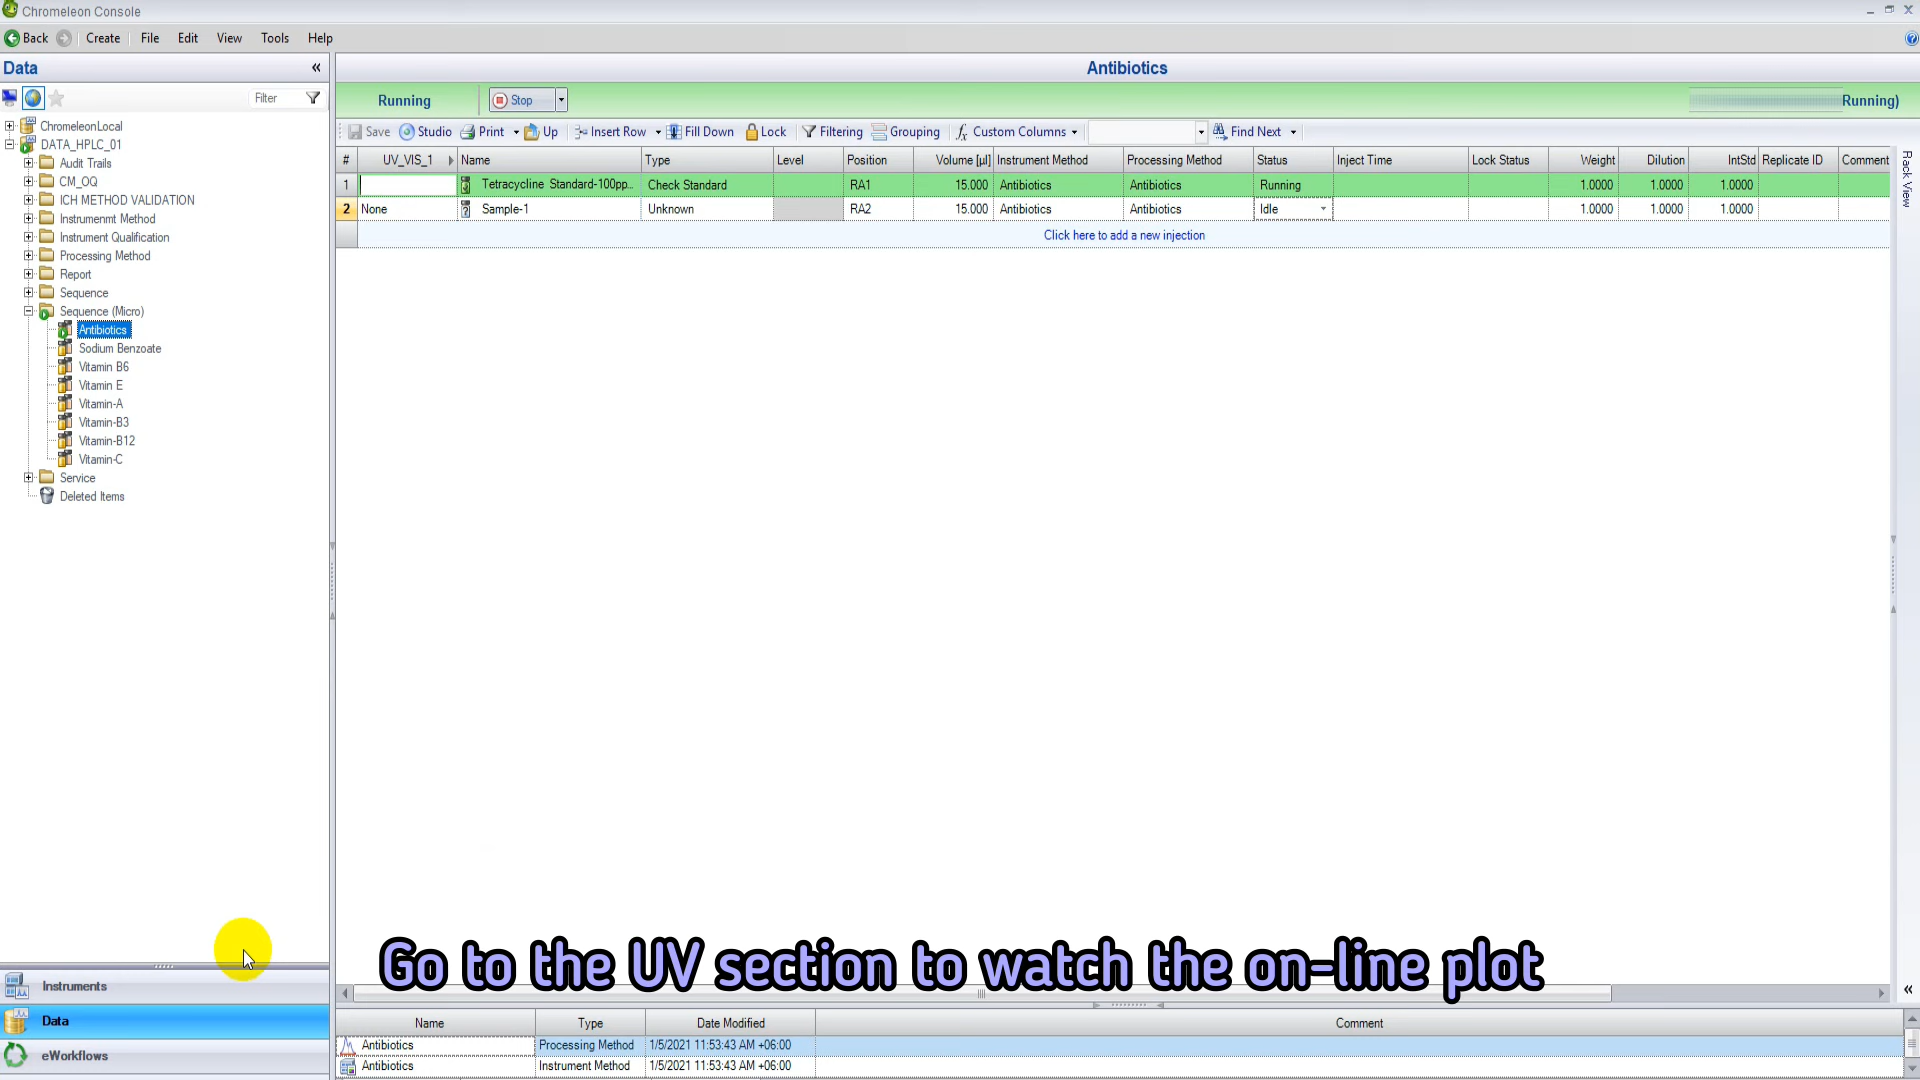 Chromeleon Console
Back Create File Edit View Tools Help
Data
Antibiotics
Filter
Running Stop Running)
Save Studio Print Up Insert Row Fill Down Lock Filtering Grouping Custom Columns Find Next
# UV_VIS_1 Name Type Level Position Volume [µl] Instrument Method Processing Method Status Inject Time Lock Status Weight Dilution IntStd Replicate ID Comment
1 Tetracycline Standard-100pp... Check Standard RA1 15.000 Antibiotics Antibiotics Running 1.0000 1.0000 1.0000
2 None Sample-1 Unknown RA2 15.000 Antibiotics Antibiotics Idle 1.0000 1.0000 1.0000
Click here to add a new injection
Rack View
ChromeleonLocal
DATA_HPLC_01
Audit Trails
CM_OQ
ICH METHOD VALIDATION
Instrumenmt Method
Instrument Qualification
Processing Method
Report
Sequence
Sequence (Micro)
Antibiotics
Sodium Benzoate
Vitamin B6
Vitamin E
Vitamin-A
Vitamin-B3
Vitamin-B12
Vitamin-C
Service
Deleted Items
Go to the UV section to watch the on-line plot
Instruments
Data
eWorkflows
Name Type Date Modified Comment
Antibiotics Processing Method 1/5/2021 11:53:43 AM +06:00
Antibiotics Instrument Method 1/5/2021 11:53:43 AM +06:00